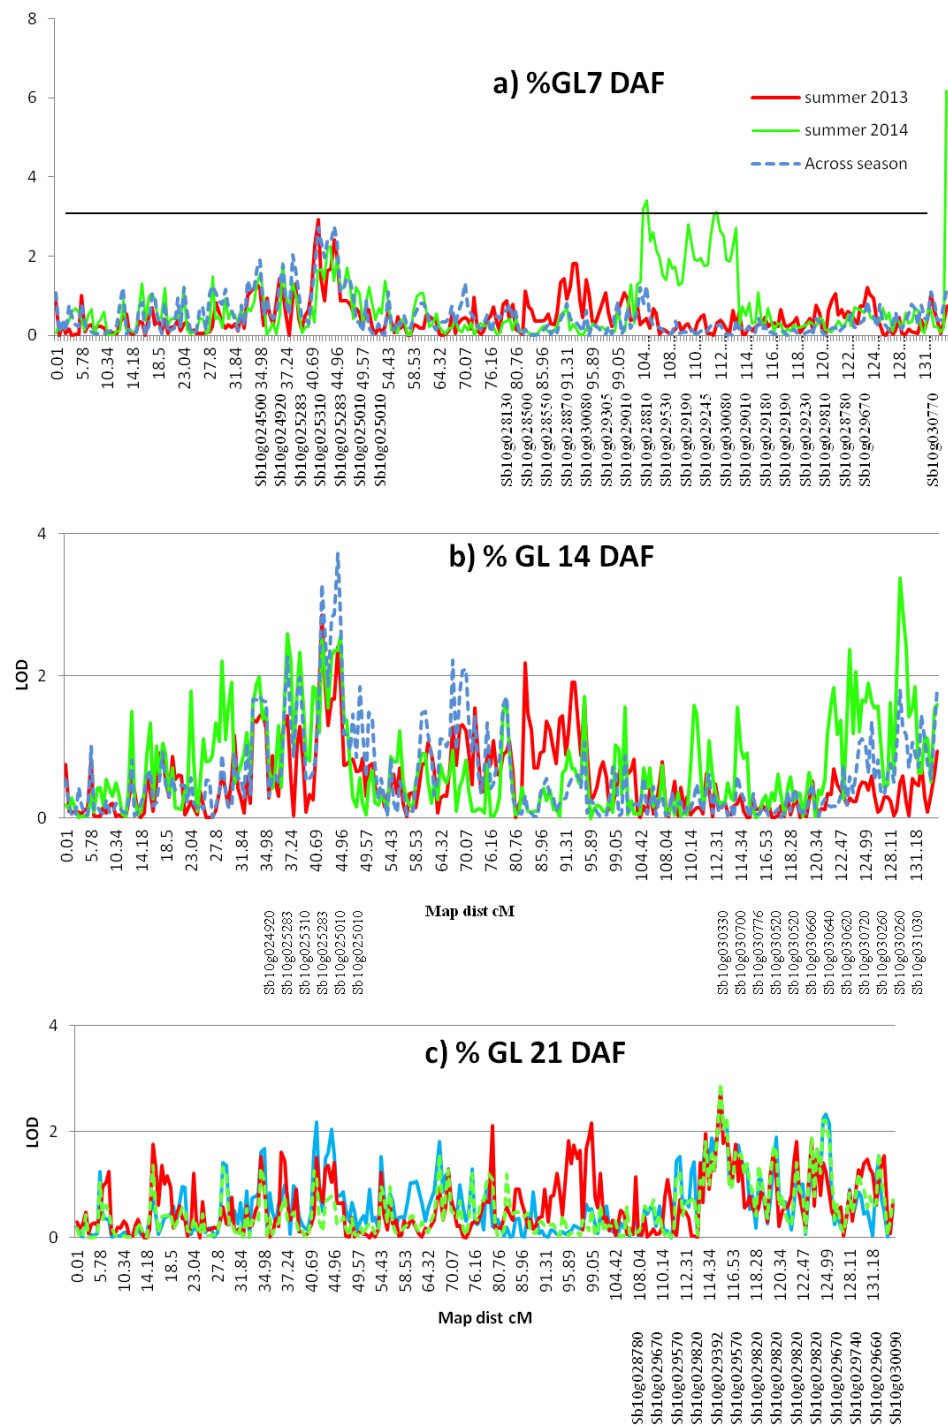 8
a) %GL7 DAF
6
summer 2013
summer 2014
4
Across season
2
0
0.01 5.78 10.34 14.18 18.5 23.04 27.8 31.84 34.98 37.24 40.69 44.96 49.57 54.43 58.53 64.32 70.07 76.16 80.76 85.96 91.31 95.89 99.05 104.. 108.. 110.. 112.. 114.. 116.. 118.. 120.. 122.. 124.. 128.. 131..
Sb10g024500 Sb10g024920 Sb10g025283 Sb10g025310 Sb10g025283 Sb10g025010 Sb10g025010 Sb10g028130 Sb10g028500 Sb10g028550 Sb10g028870 Sb10g030080 Sb10g029305 Sb10g029010 Sb10g028810 Sb10g029530 Sb10g029190 Sb10g029245 Sb10g030080 Sb10g029010 Sb10g029180 Sb10g029190 Sb10g029230 Sb10g029810 Sb10g028780 Sb10g029670 Sb10g030770
4
b) % GL 14 DAF
LOD
2
0
0.01 5.78 10.34 14.18 18.5 23.04 27.8 31.84 34.98 37.24 40.69 44.96 49.57 54.43 58.53 64.32 70.07 76.16 80.76 85.96 91.31 95.89 99.05 104.42 108.04 110.14 112.31 114.34 116.53 118.28 120.34 122.47 124.99 128.11 131.18
Map dist cM
Sb10g024920 Sb10g025283 Sb10g025310 Sb10g025283 Sb10g025010 Sb10g025010 Sb10g030330 Sb10g030700 Sb10g030776 Sb10g030520 Sb10g030520 Sb10g030660 Sb10g030640 Sb10g030620 Sb10g030720 Sb10g030260 Sb10g030260 Sb10g031030
4
c) % GL 21 DAF
LOD
2
0
0.01 5.78 10.34 14.18 18.5 23.04 27.8 31.84 34.98 37.24 40.69 44.96 49.57 54.43 58.53 64.32 70.07 76.16 80.76 85.96 91.31 95.89 99.05 104.42 108.04 110.14 112.31 114.34 116.53 118.28 120.34 122.47 124.99 128.11 131.18
Map dist cM
Sb10g028780 Sb10g029670 Sb10g029570 Sb10g029820 Sb10g029392 Sb10g029570 Sb10g029820 Sb10g029820 Sb10g029820 Sb10g029820 Sb10g029670 Sb10g029740 Sb10g029660 Sb10g030090